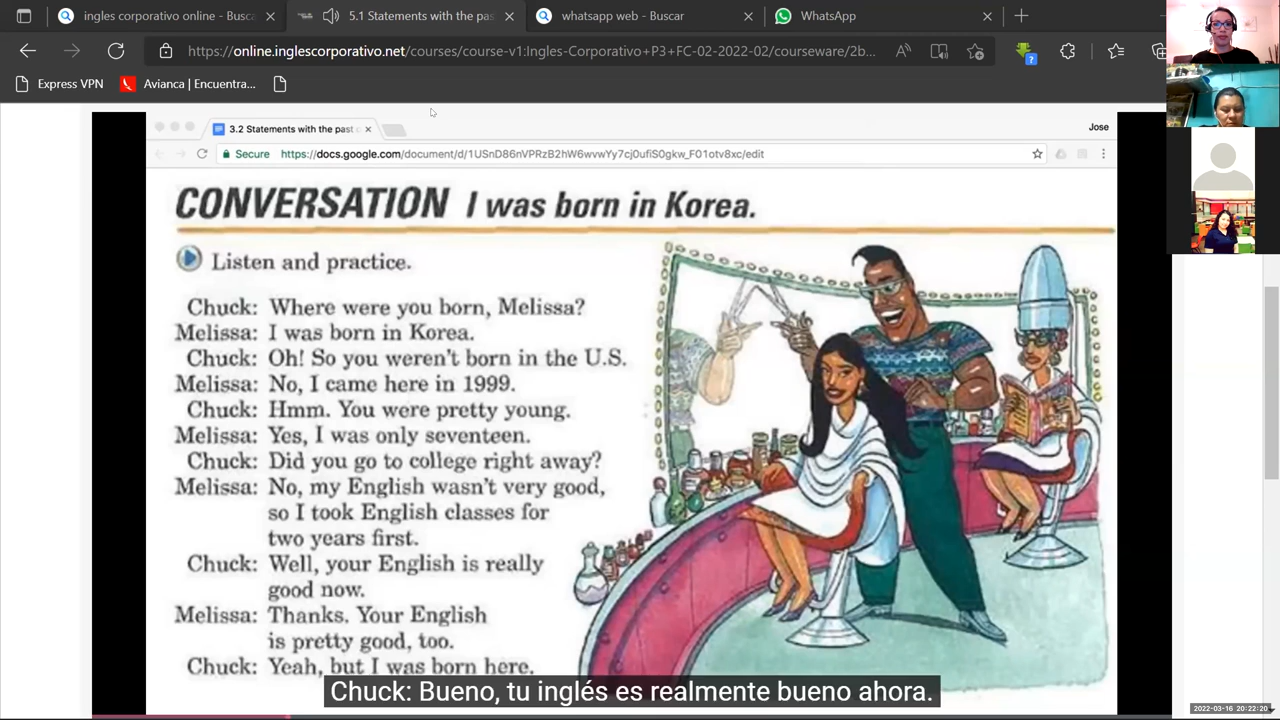 ingles corporativo online - Busca
5.1 Statements with the pas
whatsapp web - Buscar
WhatsApp
https://online.inglescorporativo.net/courses/course-v1:Ingles-Corporativo+P3+FC-02-2022-02/courseware/2b...
Express VPN
Avianca | Encuentra...
3.2 Statements with the past
Jose
Secure
https://docs.google.com/document/d/1USnD86nVPRzB2hW6wvwYy7cj0ufiS0gkw_F01otv8xc/edit
CONVERSATION I was born in Korea.
Listen and practice.
Chuck: Where were you born, Melissa?
Melissa: I was born in Korea.
Chuck: Oh! So you weren't born in the U.S.
Melissa: No, I came here in 1999.
Chuck: Hmm. You were pretty young.
Melissa: Yes, I was only seventeen.
Chuck: Did you go to college right away?
Melissa: No, my English wasn't very good,
so I took English classes for
two years first.
Chuck: Well, your English is really
good now.
Melissa: Thanks. Your English
is pretty good, too.
Chuck: Yeah, but I was born here.
Chuck: Bueno, tu inglés es realmente bueno ahora.
2022-03-16 20:22:20